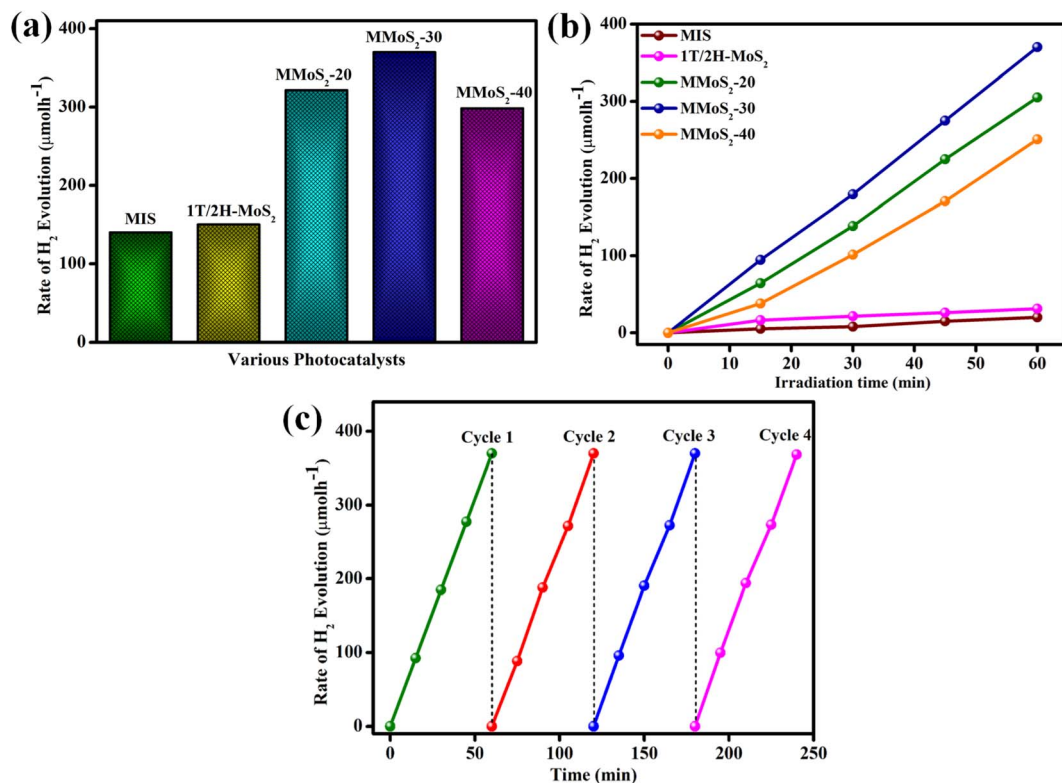 (a)
Rate of H₂ Evolution (μmolh⁻¹)
400
300
200
100
0
MIS
1T/2H-MoS₂
MMoS₂-20
MMoS₂-30
MMoS₂-40
Various Photocatalysts
(b)
Rate of H₂ Evolution (μmolh⁻¹)
400
300
200
100
0
MIS
1T/2H-MoS₂
MMoS₂-20
MMoS₂-30
MMoS₂-40
0 10 20 30 40 50 60
Irradiation time (min)
(c)
Rate of H₂ Evolution (μmolh⁻¹)
400
300
200
100
0
Cycle 1 Cycle 2 Cycle 3 Cycle 4
0 50 100 150 200 250
Time (min)